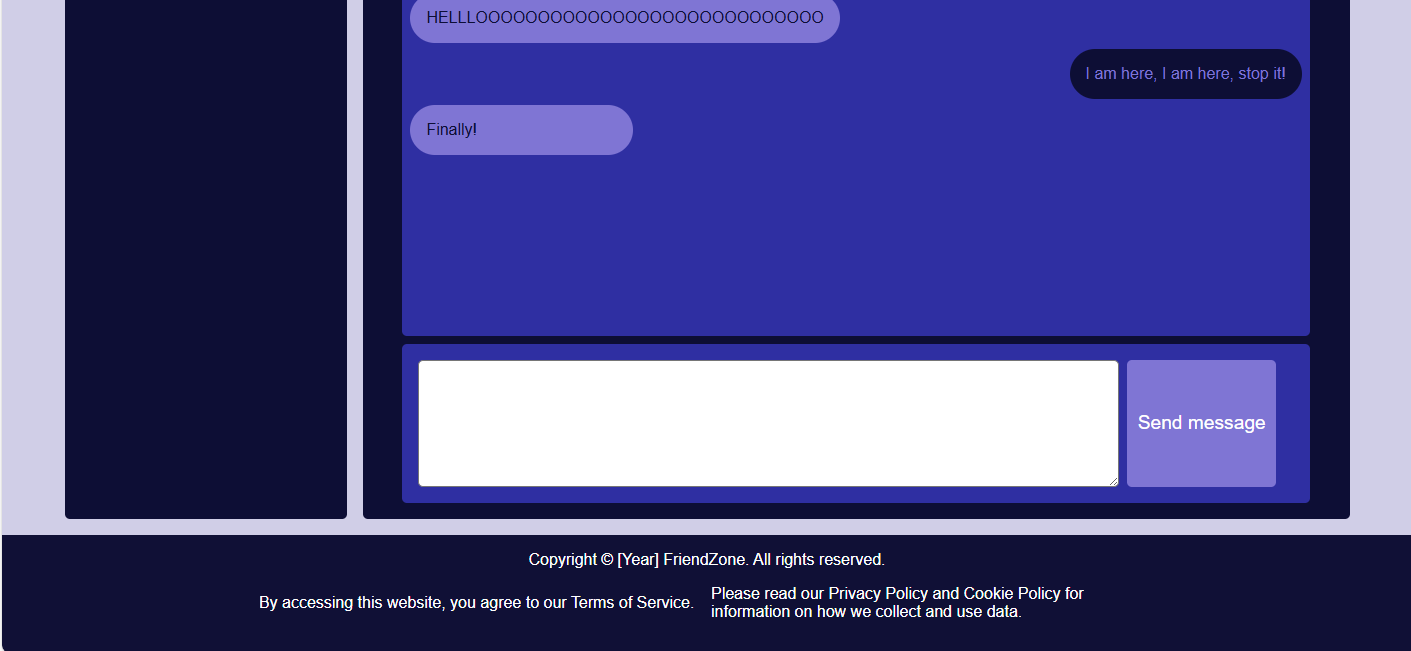 HELLLOOOOOOOOOOOOOOOOOOOOOOOOOOOO
I am here, I am here, stop it!
Finally!
Send message
Copyright © [Year] FriendZone. All rights reserved.
By accessing this website, you agree to our Terms of Service.
Please read our Privacy Policy and Cookie Policy for
information on how we collect and use data.